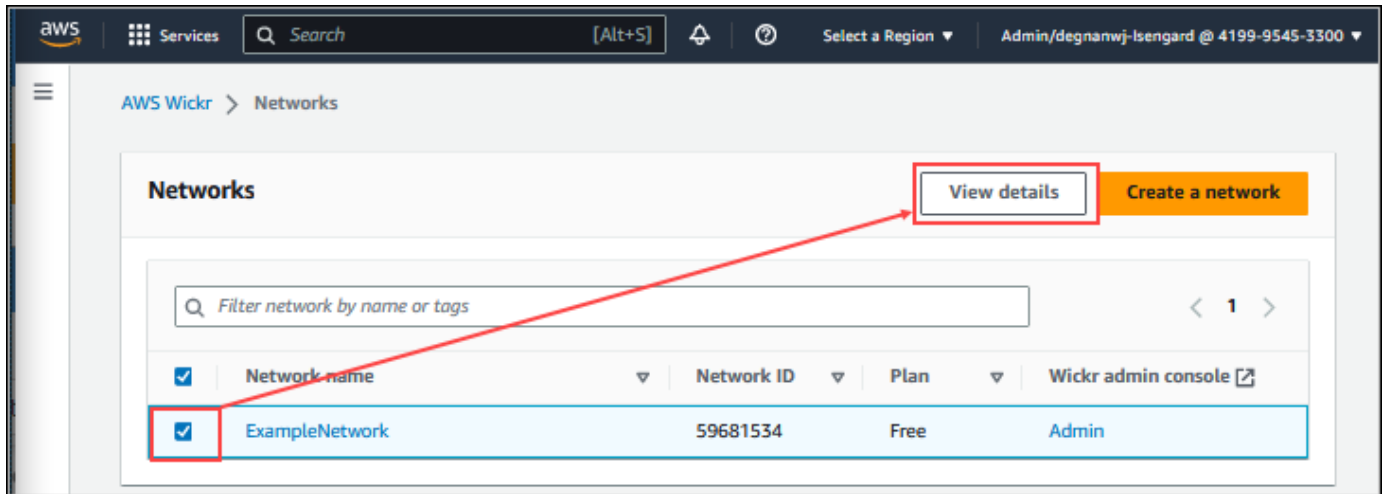 aws Services Search [Alt+S] Select a Region Admin/degnanwj-Isengard @ 4199-9545-3300
AWS Wickr > Networks
Networks View details Create a network
Filter network by name or tags < 1 >
Network name Network ID Plan Wickr admin console
ExampleNetwork 59681534 Free Admin